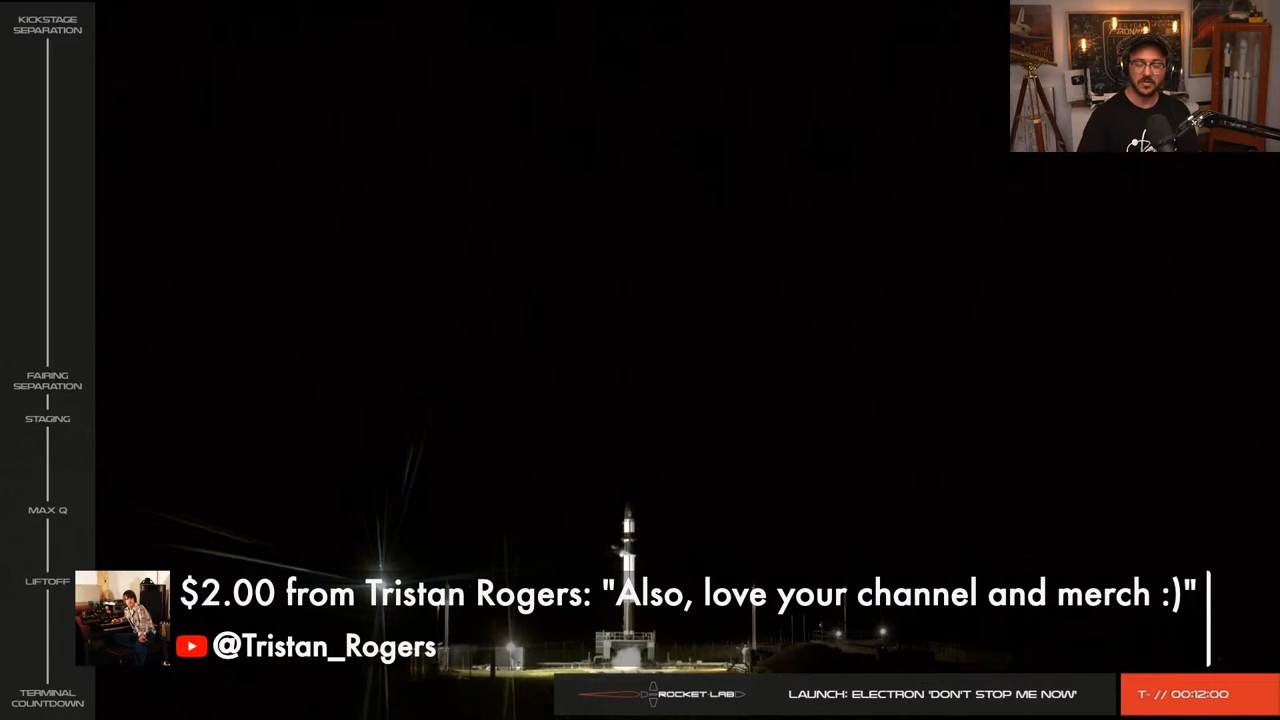 KICKSTAGE
SEPARATION
FAIRING
SEPARATION
STAGING
MAX Q
LIFTOFF
$2.00 from Tristan Rogers: "Also, love your channel and merch :)"
@Tristan_Rogers
TERMINAL
COUNTDOWN
ROCKET LAB
LAUNCH: ELECTRON 'DON'T STOP ME NOW'
T- // 00:12:00